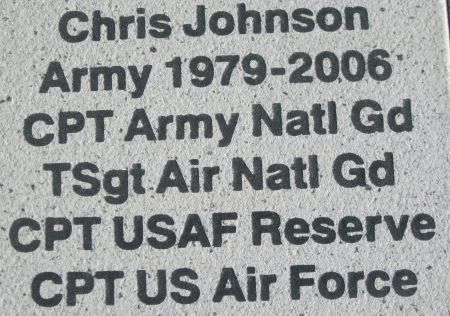 Chris Johnson
Army 1979-2006
CPT Army Natl Gd
TSgt Air Natl Gd
CPT USAF Reserve
CPT US Air Force